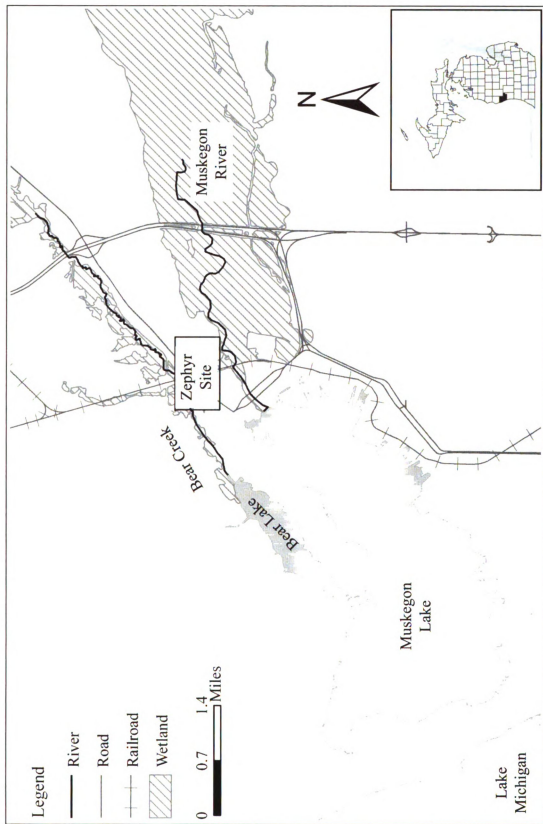 Legend
River
Road
Railroad
Wetland
0
0.7
1.4
Miles
Bear Creek
Zephyr
Site
Muskegon
River
N
Bear Lake
Muskegon
Lake
Lake
Michigan